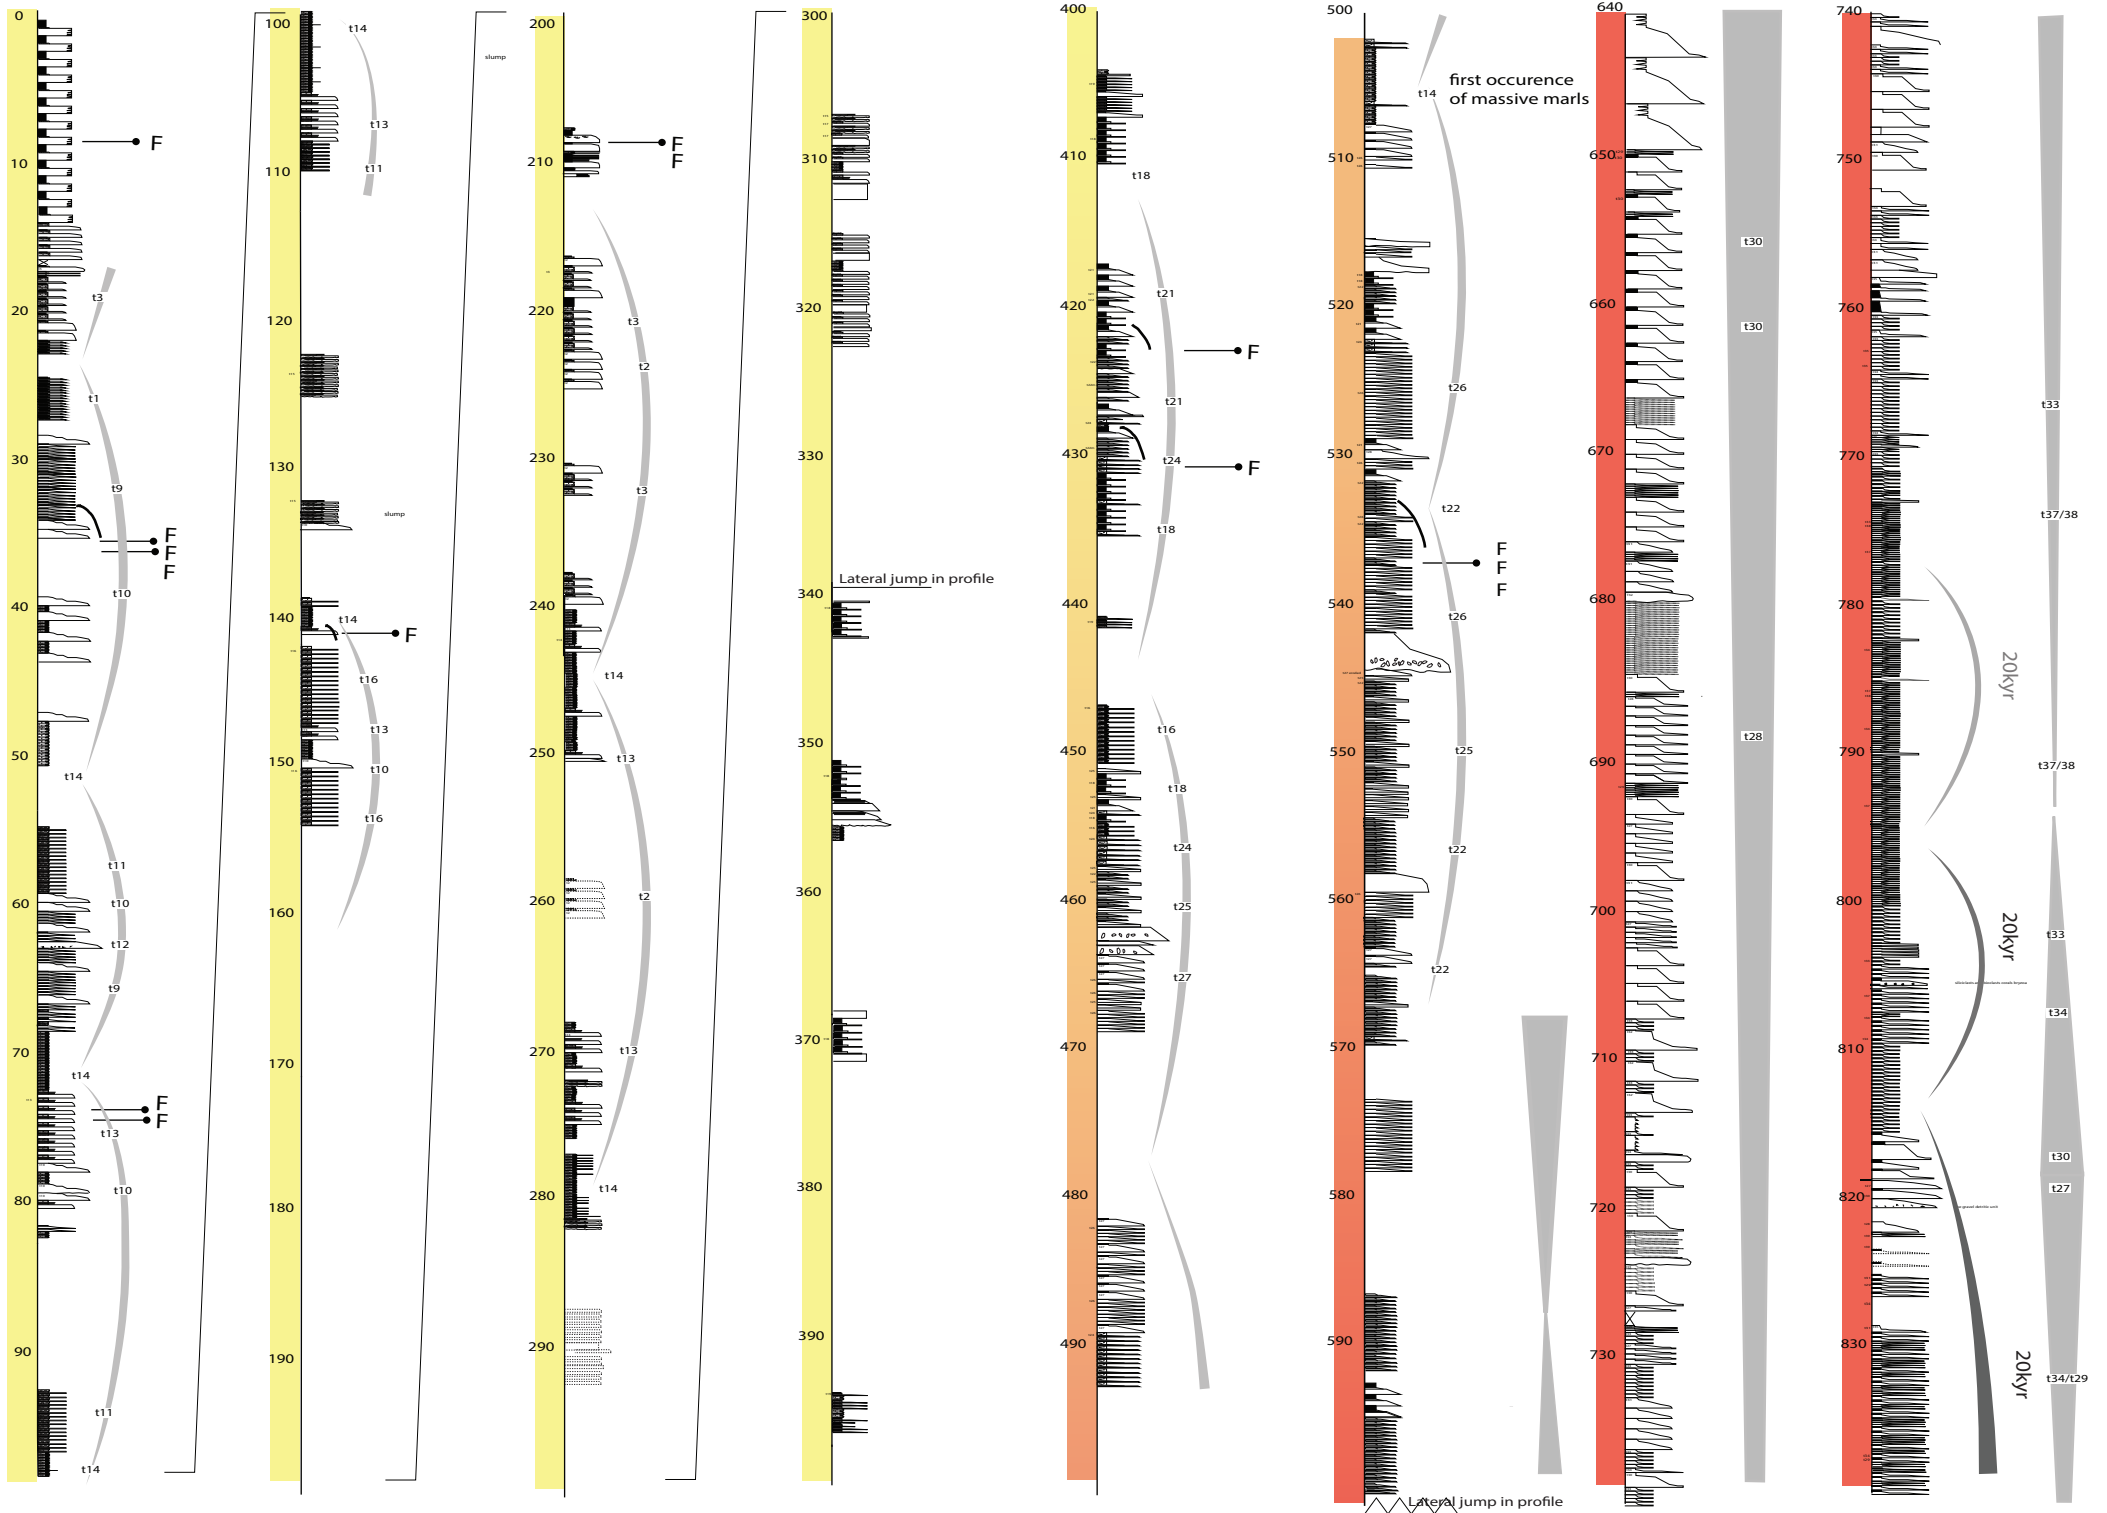 0
10
20
30
40
50
60
70
80
90
F
t3
t1
t9
F
F
F
t10
t14
t11
t10
t12
t9
t14
F
F
t13
t10
t11
t14
100
110
120
130
140
150
160
170
180
190
t14
t13
t11
slump
t14
F
t16
t13
t10
t16
slump
200
210
220
230
240
250
260
270
280
290
F
F
t3
t2
t3
t14
t13
t2
t13
t14
300
310
320
330
340
350
360
370
380
390
Lateral jump in profile
400
410
420
430
440
450
460
470
480
490
t18
t21
F
t21
t24
F
t18
t16
t18
t24
t25
t27
500
510
520
530
540
550
560
570
580
590
t14
first occurence
of massive marls
t26
t22
F
F
F
t26
t25
t22
t22
Lateral jump in profile
640
650
660
670
680
690
700
710
720
730
t30
t30
t28
740
750
760
770
780
790
800
810
820
830
20kyr
20kyr
20kyr
t33
t37/38
t37/38
t33
t34
t30
t27
t34/t29